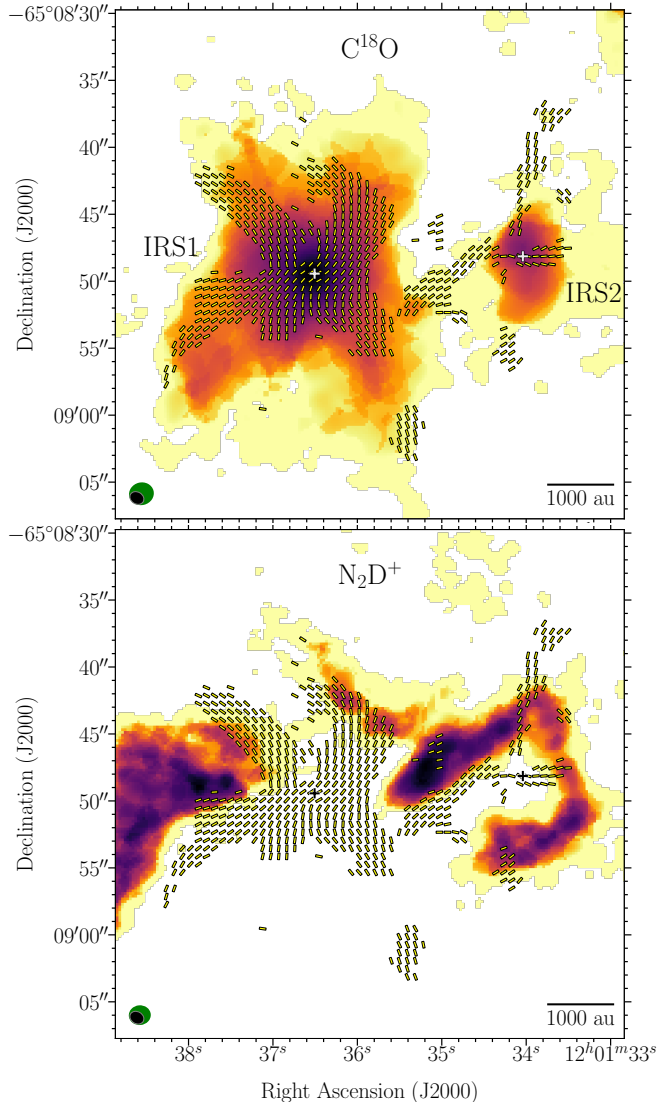 −65°08′30″
C¹⁸O
35″
40″
45″
IRS1
50″
IRS2
55″
09′00″
05″
1000 au
Declination (J2000)
−65°08′30″
N₂D⁺
35″
40″
45″
50″
55″
09′00″
05″
1000 au
Declination (J2000)
38ˢ 37ˢ 36ˢ 35ˢ 34ˢ 12ʰ01ᵐ33ˢ
Right Ascension (J2000)